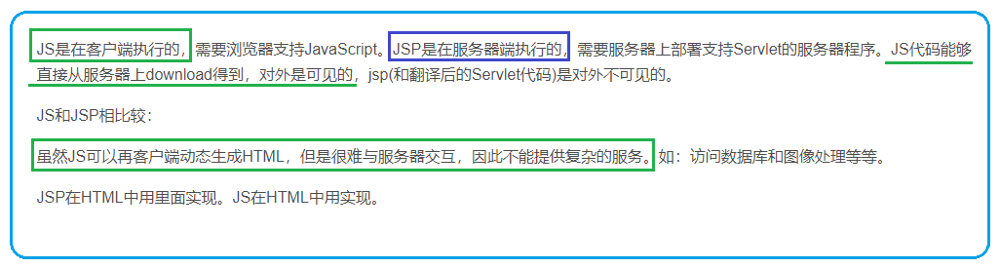 JS是在客户端执行的，需要浏览器支持JavaScript。JSP是在服务器端执行的，需要服务器上部署支持Servlet的服务器程序。JS代码能够
直接从服务器上download得到，对外是可见的，jsp(和翻译后的Servlet代码)是对外不可见的。
JS和JSP相比较：
虽然JS可以再客户端动态生成HTML，但是很难与服务器交互，因此不能提供复杂的服务。如：访问数据库和图像处理等等。
JSP在HTML中用里面实现。JS在HTML中用实现。